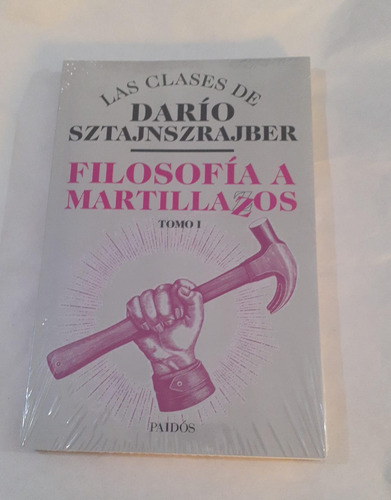 LAS CLASES DE
DARÍO
SZTAJNSZRAJBER
FILOSOFÍA A
MARTILLAZOS
TOMO I
PAIDÓS